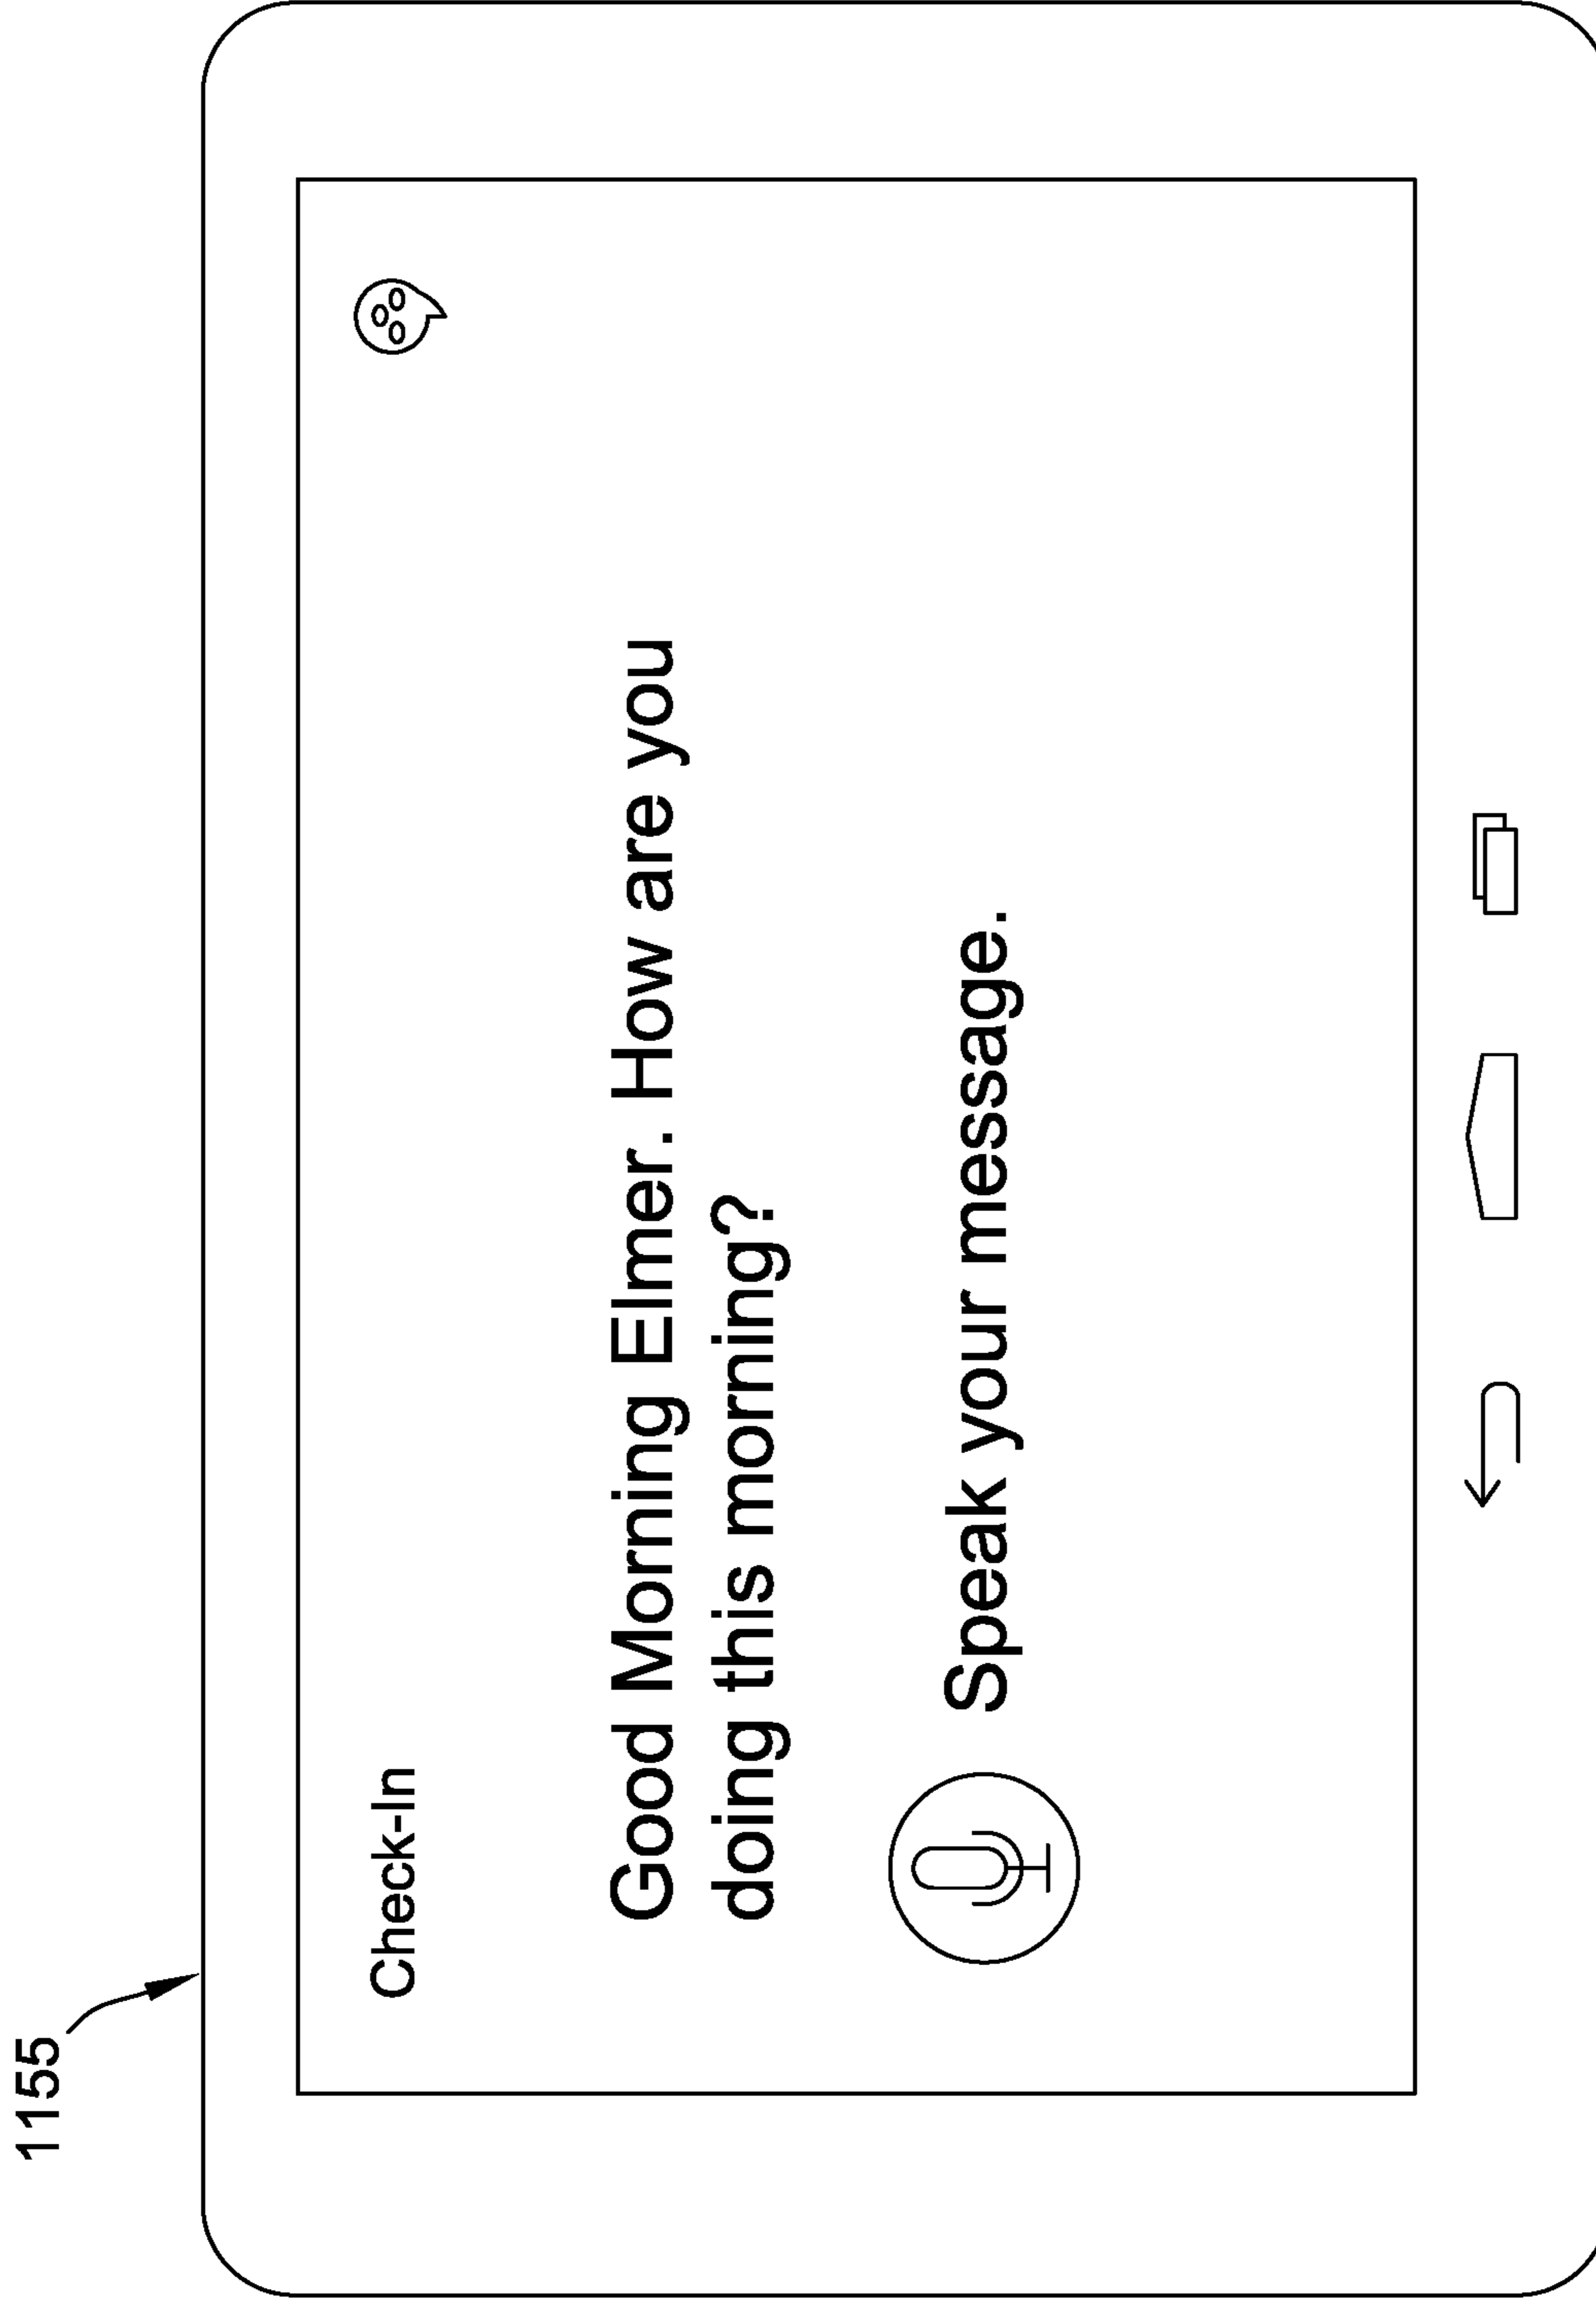 1155
Check-In
Good Morning Elmer. How are you
doing this morning?
Speak your message.